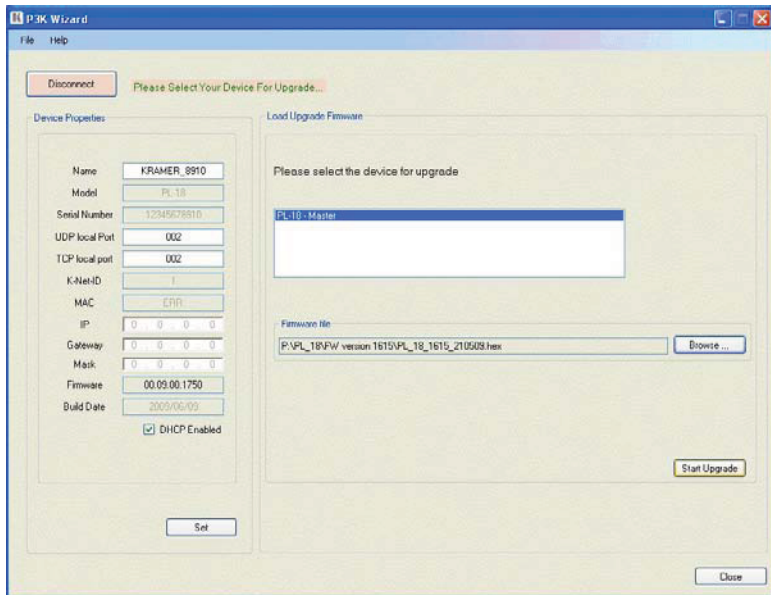 P3K Wizard
File Help
Disconnect
Please Select Your Device For Upgrade...
Device Properties
Name KRAMER_8910
Model PL-18
Serial Number 12345678910
UDP local Port 002
TCP local port 002
K-Net-ID 1
MAC ERR
IP 0 . 0 . 0 . 0
Gateway 0 . 0 . 0 . 0
Mask 0 . 0 . 0 . 0
Firmware 00.09.00.1750
Build Date 2009/06/09
DHCP Enabled
Set
Load Upgrade Firmware
Please select the device for upgrade
PL-18 - Master
Firmware file
P:\PL_18\FW version 1615\PL_18_1615_210509.hex
Browse ...
Start Upgrade
Close